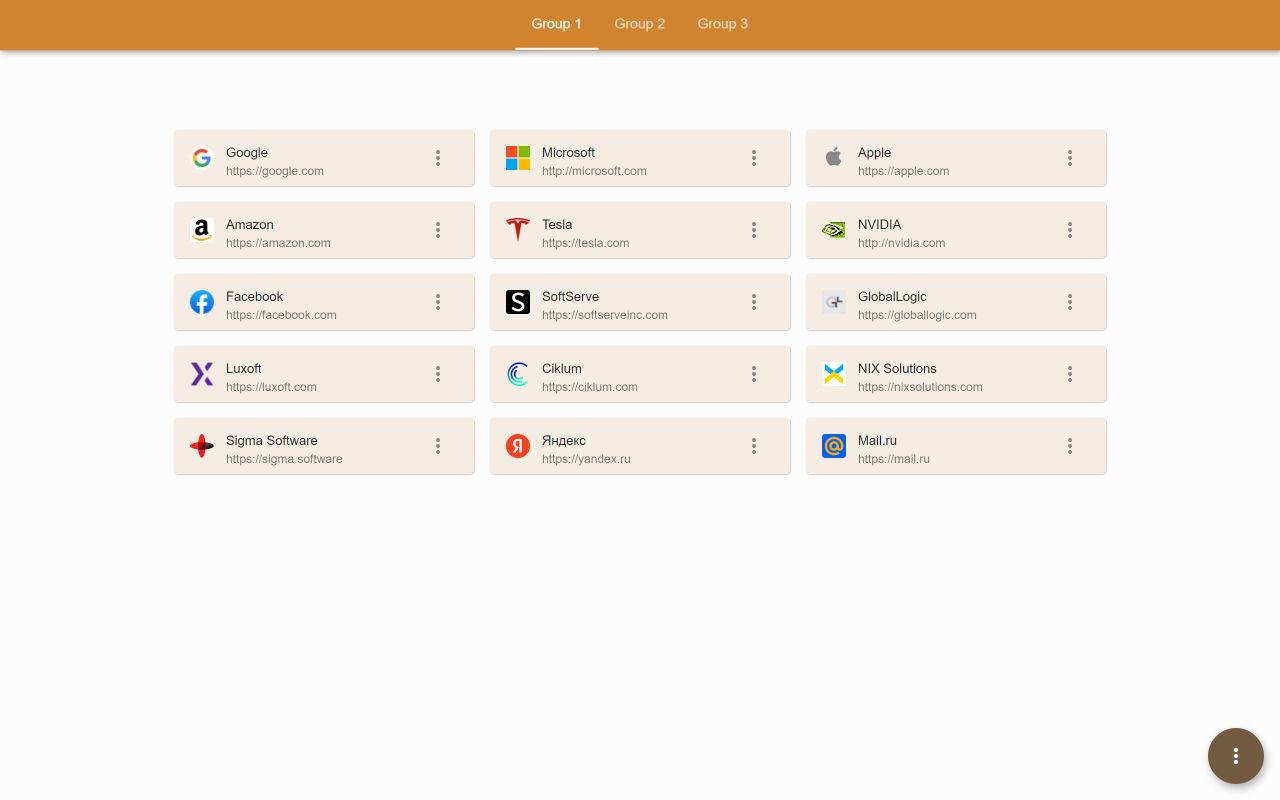 Group 1 Group 2 Group 3
Google
https://google.com
Microsoft
http://microsoft.com
Apple
https://apple.com
Amazon
https://amazon.com
Tesla
https://tesla.com
NVIDIA
http://nvidia.com
Facebook
https://facebook.com
SoftServe
https://softserveinc.com
GlobalLogic
https://globallogic.com
Luxoft
https://luxoft.com
Ciklum
https://ciklum.com
NIX Solutions
https://nixsolutions.com
Sigma Software
https://sigma.software
Яндекс
https://yandex.ru
Mail.ru
https://mail.ru